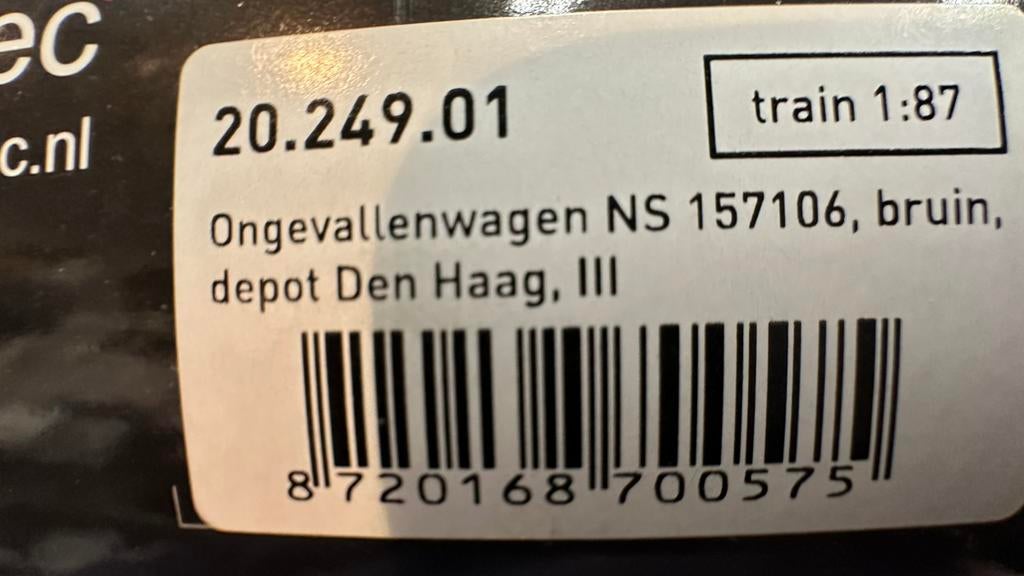 ec
c.nl
20.249.01
train 1:87
Ongevallenwagen NS 157106, bruin,
depot Den Haag, III
8 720168 700575